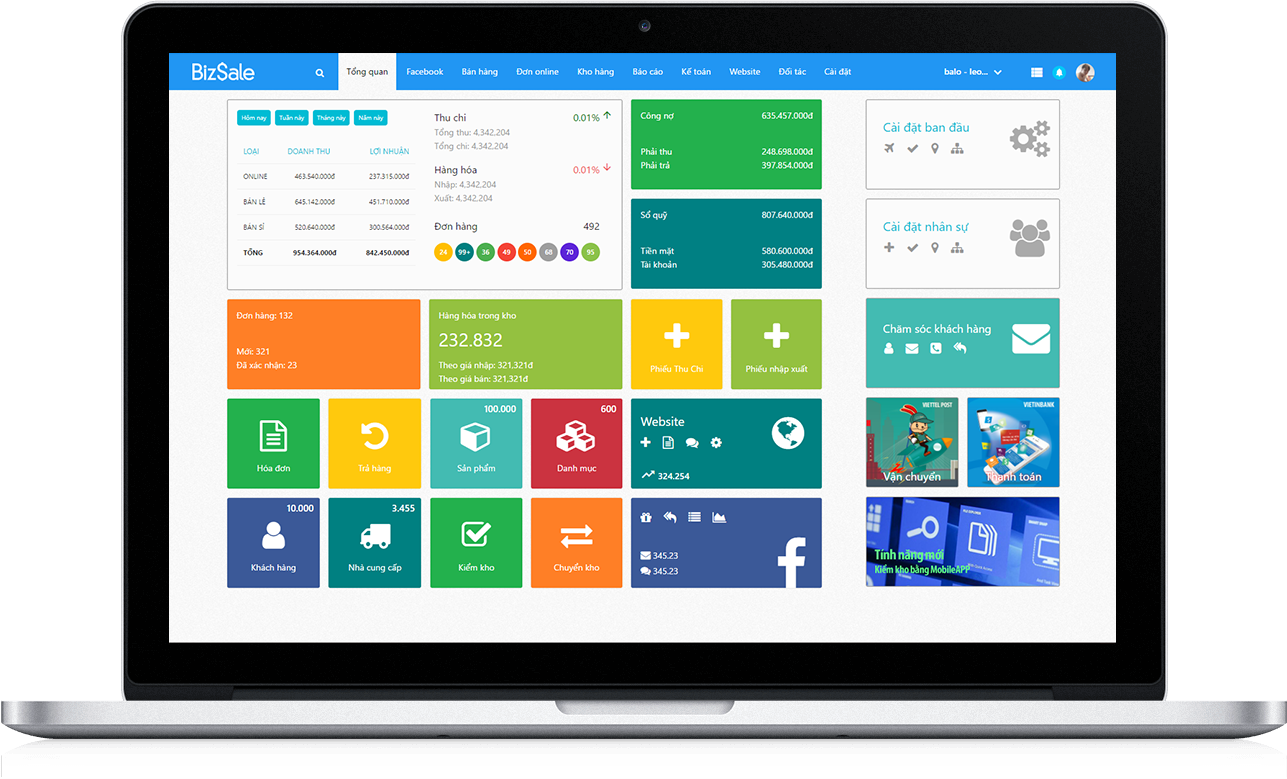 BizSale
Tổng quan
Facebook
Bán hàng
Đơn online
Kho hàng
Báo cáo
Kế toán
Website
Đối tác
Cài đặt
balo - leo...
Hôm nay
Tuần này
Tháng này
Năm này
LOẠI DOANH THU LỢI NHUẬN
ONLINE 463.540.000đ 237.315.000đ
BÁN LẺ 645.142.000đ 451.710.000đ
BÁN SỈ 520.640.000đ 300.564.000đ
TỔNG 954.364.000đ 842.450.000đ
Thu chi 0.01%
Tổng thu: 4,342,204
Tổng chi: 4,342,204
Hàng hóa 0.01%
Nhập: 4,342,204
Xuất: 4,342,204
Đơn hàng 492
24 99+ 36 49 50 68 70 95
Công nợ 635.457.000đ
Phải thu 248.698.000đ
Phải trả 397.854.000đ
Sổ quỹ 807.640.000đ
Tiền mặt 580.600.000đ
Tài khoản 305.480.000đ
Cài đặt ban đầu
Cài đặt nhân sự
Đơn hàng: 132
Mới: 321
Đã xác nhận: 23
Hàng hóa trong kho
232.832
Theo giá nhập: 321,321đ
Theo giá bán: 321,321đ
Phiếu Thu Chi
Phiếu nhập xuất
Chăm sóc khách hàng
Hóa đơn
Trả hàng
100.000
Sản phẩm
600
Danh mục
Website
324.254
VIETTEL POST
Vận chuyển
VIETINBANK
Thanh toán
10.000
Khách hàng
3.455
Nhà cung cấp
Kiểm kho
Chuyển kho
345.23
345.23
Tính năng mới
Kiểm kho bằng MobileAPP